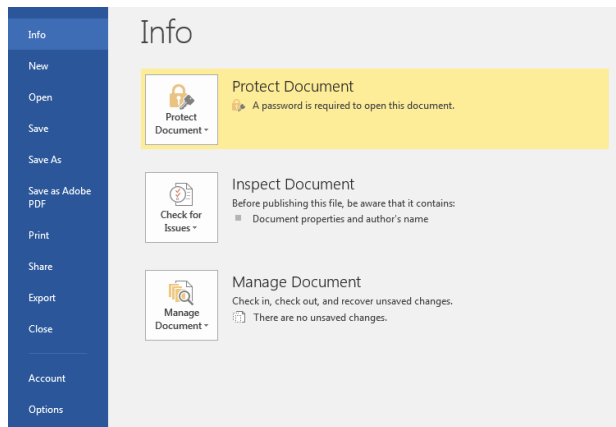 Info
New
Open
Save
Save As
Save as Adobe
PDF
Print
Share
Export
Close
Account
Options
Info
Protect
Document
Protect Document
A password is required to open this document.
Check for
Issues
Inspect Document
Before publishing this file, be aware that it contains:
Document properties and author's name
Manage
Document
Manage Document
Check in, check out, and recover unsaved changes.
There are no unsaved changes.